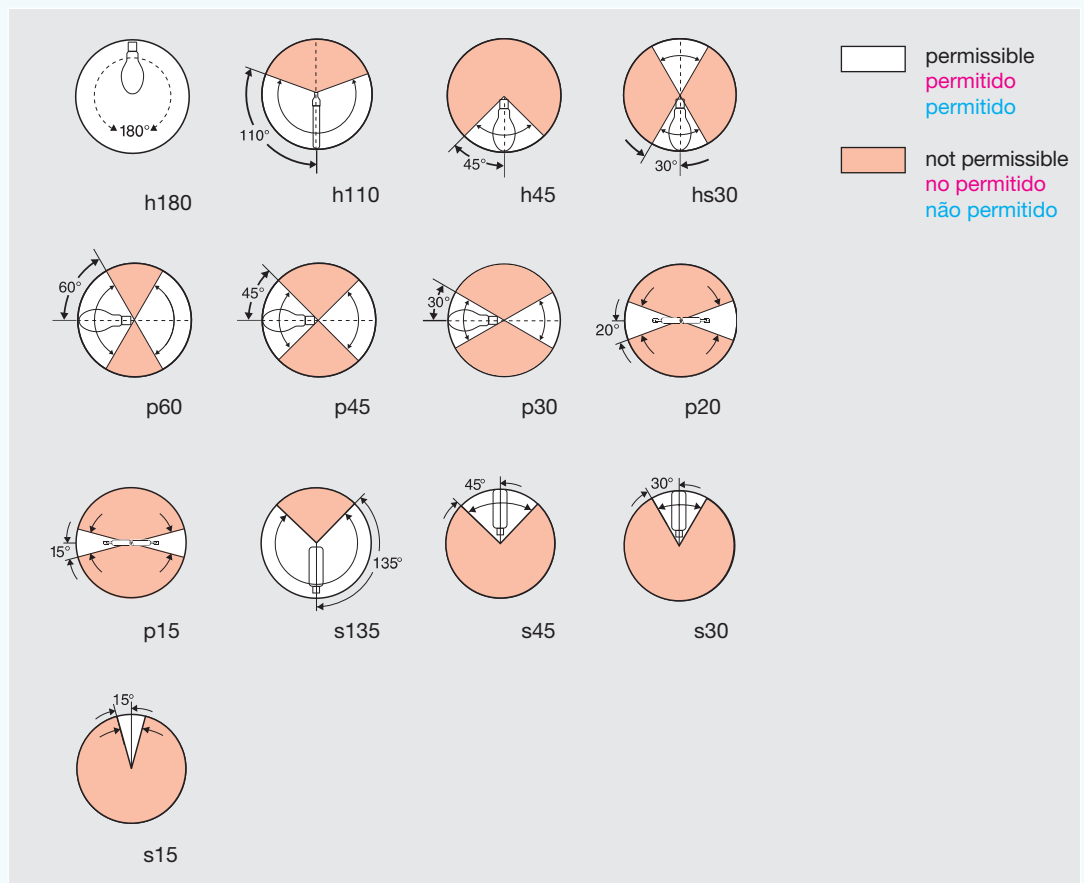 180°
h180
110°
h110
45°
h45
30°
hs30
permissible
permitido
permitido
not permissible
no permitido
não permitido
60°
p60
45°
p45
30°
p30
20°
p20
15°
p15
135°
s135
45°
s45
30°
s30
15°
s15